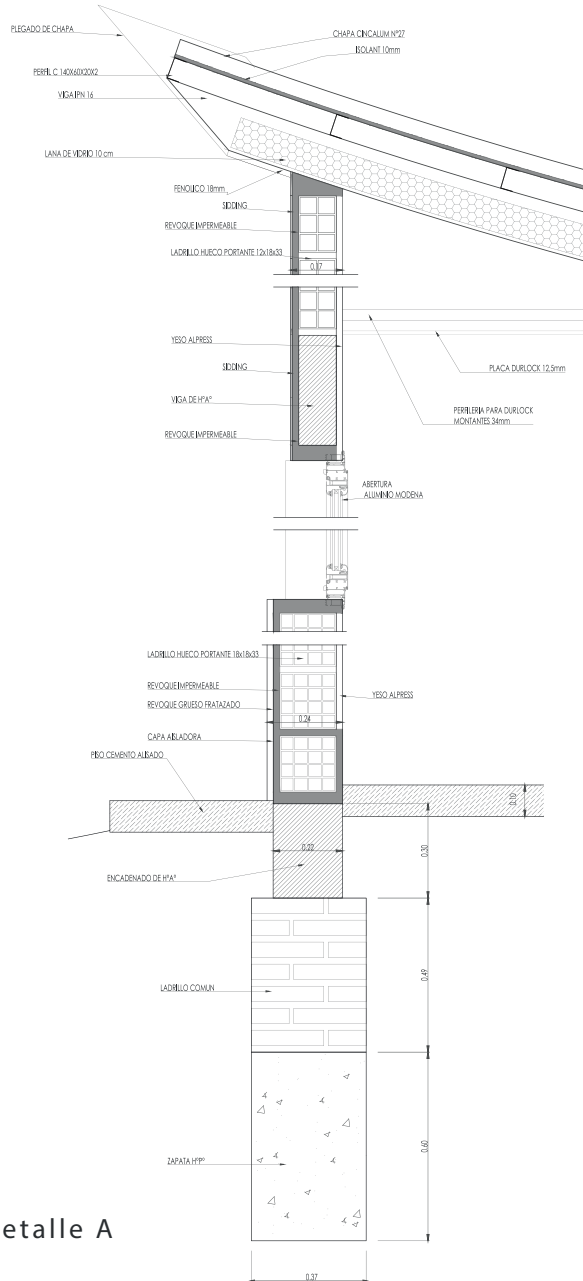 PLEGADO DE CHAPA
CHAPA CINCALUM Nº27
ISOLANT 10mm
PERFIL C 140X60X20X2
VIGA IPN 16
LANA DE VIDRIO 10 cm
FENOLICO 18mm
SIDDING
REVOQUE IMPERMEABLE
LADRILLO HUECO PORTANTE 12x18x33
0.17
YESO ALPRESS
PLACA DURLOCK 12,5mm
SIDDING
VIGA DE HºAº
PERFILERIA PARA DURLOCK
MONTANTES 34mm
REVOQUE IMPERMEABLE
ABERTURA
ALUMINIO MODENA
LADRILLO HUECO PORTANTE 18x18x33
REVOQUE IMPERMEABLE
YESO ALPRESS
REVOQUE GRUESO FRATAZADO
0.24
CAPA AISLADORA
PISO CEMENTO ALISADO
0.10
0.22
0.30
ENCADENADO DE HºAº
0.49
LADRILLO COMUN
0.60
ZAPATA HºPº
etalle A
0.37